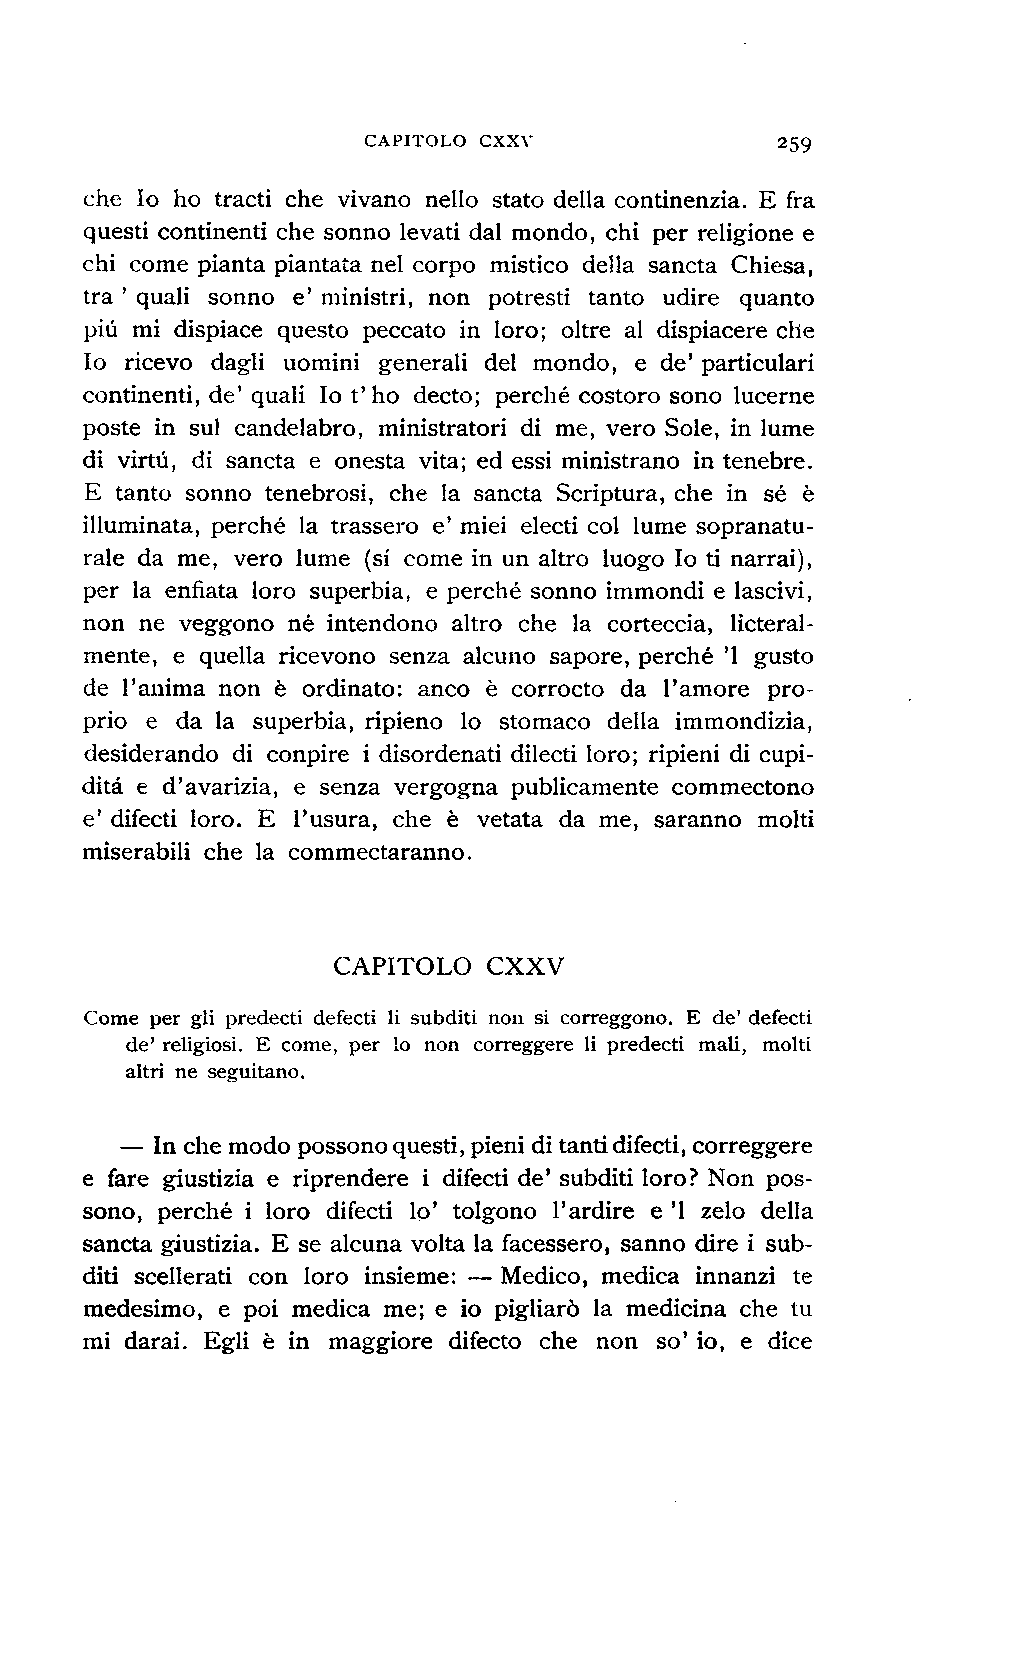 CAPITOLO CXXV 259
che Io ho tracti che vivano nello stato della continenzia. E fra
questi continenti che sonno levati dal mondo, chi per religione e
chi come pianta piantata nel corpo mistico della sancta Chiesa,
tra ' quali sonno e' ministri, non potresti tanto udire quanto
piú mi dispiace questo peccato in loro; oltre al dispiacere che
Io ricevo dagli uomini generali del mondo, e de' particulari
continenti, de' quali Io t' ho decto; perché costoro sono lucerne
poste in sul candelabro, ministratori di me, vero Sole, in lume
di virtú, di sancta e onesta vita; ed essi ministrano in tenebre.
E tanto sonno tenebrosi, che la sancta Scriptura, che in sé è
illuminata, perché la trassero e' miei electi col lume sopranatu-
rale da me, vero lume (sí come in un altro luogo Io ti narrai),
per la enfiata loro superbia, e perché sonno immondi e lascivi,
non ne veggono né intendono altro che la corteccia, licteral-
mente, e quella ricevono senza alcuno sapore, perché 'l gusto
de l'anima non è ordinato: anco è corrocto da l'amore pro-
prio e da la superbia, ripieno lo stomaco della immondizia,
desiderando di conpire i disordenati dilecti loro; ripieni di cupi-
ditá e d'avarizia, e senza vergogna publicamente commectono
e' difecti loro. E l'usura, che è vetata da me, saranno molti
miserabili che la commectaranno.
CAPITOLO CXXV
Come per gli predecti defecti li subditi non si correggono. E de' defecti
de' religiosi. E come, per lo non correggere li predecti mali, molti
altri ne seguitano.
— In che modo possono questi, pieni di tanti difecti, correggere
e fare giustizia e riprendere i difecti de' subditi loro? Non pos-
sono, perché i loro difecti lo' tolgono l'ardire e 'l zelo della
sancta giustizia. E se alcuna volta la facessero, sanno dire i sub-
diti scellerati con loro insieme: — Medico, medica innanzi te
medesimo, e poi medica me; e io pigliarò la medicina che tu
mi darai. Egli è in maggiore difecto che non so' io, e dice